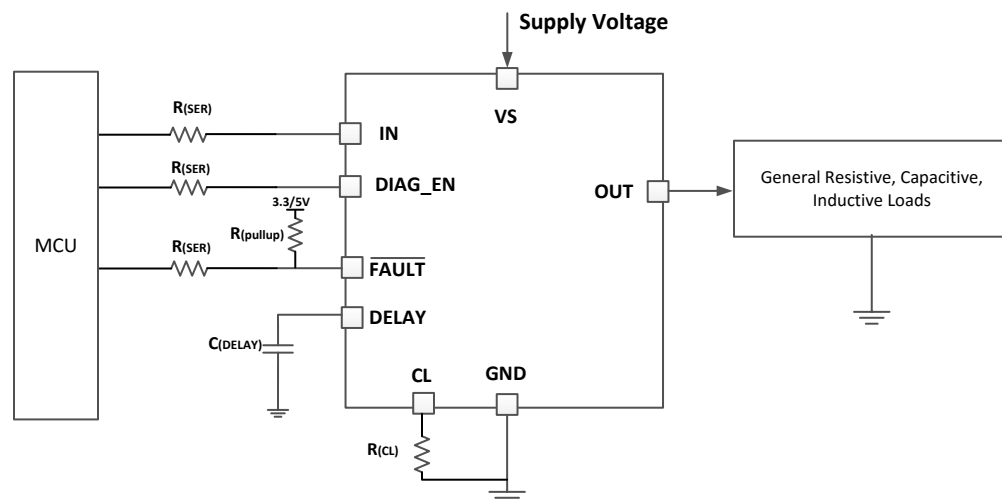 Supply Voltage
VS
MCU
R(SER)
IN
R(SER)
DIAG_EN
3.3/5V
R(pullup)
R(SER)
FAULT
DELAY
C(DELAY)
CL
GND
R(CL)
OUT
General Resistive, Capacitive,
Inductive Loads